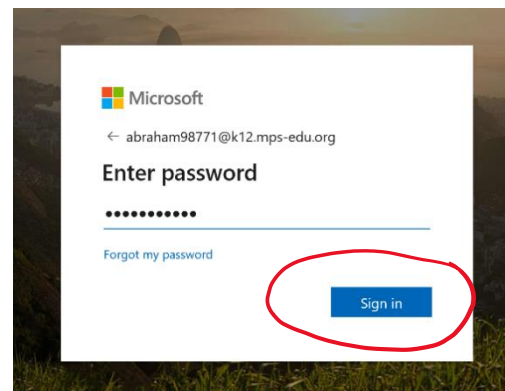 Microsoft
← abraham98771@k12.mps-edu.org
Enter password
•••••••••••
Forgot my password
Sign in